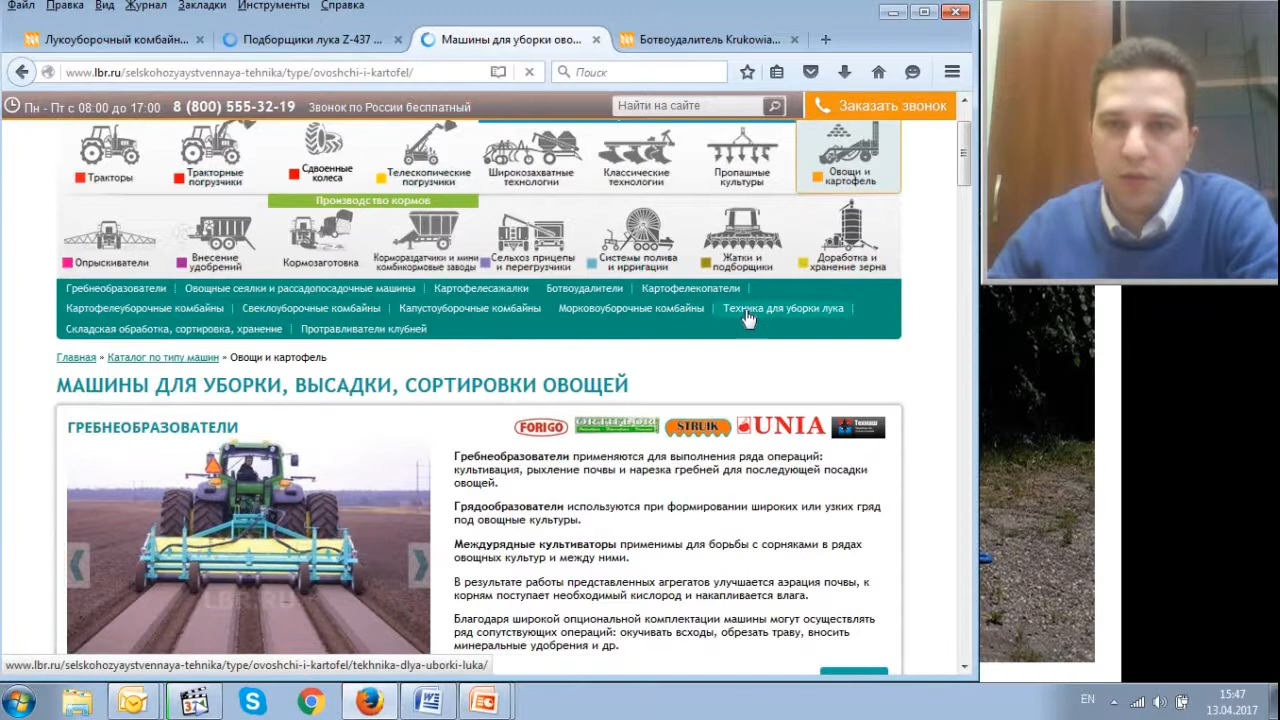 Файл Правка Вид Журнал Закладки Инструменты Справка
Лукоуборочный комбайн...
Подборщики лука Z-437 ...
Машины для уборки ово...
Ботвоудалитель Krukowia...
www.lbr.ru/selskohozyaystvennaya-tehnika/type/ovoshchi-i-kartofel/
Поиск
Пн - Пт с 08:00 до 17:00 8 (800) 555-32-19 Звонок по России бесплатный
Найти на сайте
Заказать звонок
Тракторы
Тракторные погрузчики
Сдвоенные колеса
Телескопические погрузчики
Широкозахватные технологии
Классические технологии
Пропашные культуры
Овощи и картофель
Производство кормов
Опрыскиватели
Внесение удобрений
Кормозаготовка
Кормораздатчики и мини комбикормовые заводы
Сельхоз прицепы и перегрузчики
Системы полива и ирригации
Жатки и подборщики
Доработка и хранение зерна
Гребнеобразователи Овощные сеялки и рассадопосадочные машины Картофелесажалки Ботвоудалители Картофелекопатели
Картофелеуборочные комбайны Свеклоуборочные комбайны Капустоуборочные комбайны Морковоуборочные комбайны Техника для уборки лука
Складская обработка, сортировка, хранение Протравливатели клубней
Главная » Каталог по типу машин » Овощи и картофель
МАШИНЫ ДЛЯ УБОРКИ, ВЫСАДКИ, СОРТИРОВКИ ОВОЩЕЙ
ГРЕБНЕОБРАЗОВАТЕЛИ
FORIGO
ORTIFLOR
STRUIK
UNIA
Гребнеобразователи применяются для выполнения ряда операций:
культивация, рыхление почвы и нарезка гребней для последующей посадки
овощей.
Грядообразователи используются при формировании широких или узких гряд
под овощные культуры.
Междурядные культиваторы применимы для борьбы с сорняками в рядах
овощных культур и между ними.
В результате работы представленных агрегатов улучшается аэрация почвы, к
корням поступает необходимый кислород и накапливается влага.
Благодаря широкой опциональной комплектации машины могут осуществлять
ряд сопутствующих операций: окучивать всходы, обрезать траву, вносить
минеральные удобрения и др.
www.lbr.ru/selskohozyaystvennaya-tehnika/type/ovoshchi-i-kartofel/tekhnika-dlya-uborki-luka/
EN
15:47
13.04.2017